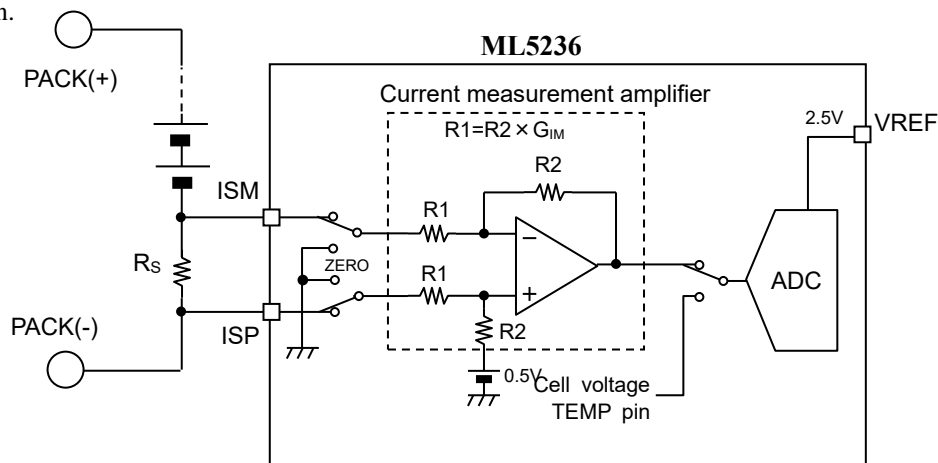 n.
PACK(+)
ML5236
Current measurement amplifier
R1=R2 × GIM
2.5V
VREF
ISM
R2
R1
RS
ZERO
R1
ADC
ISP
R2
PACK(-)
0.5V
Cell voltage
TEMP pin